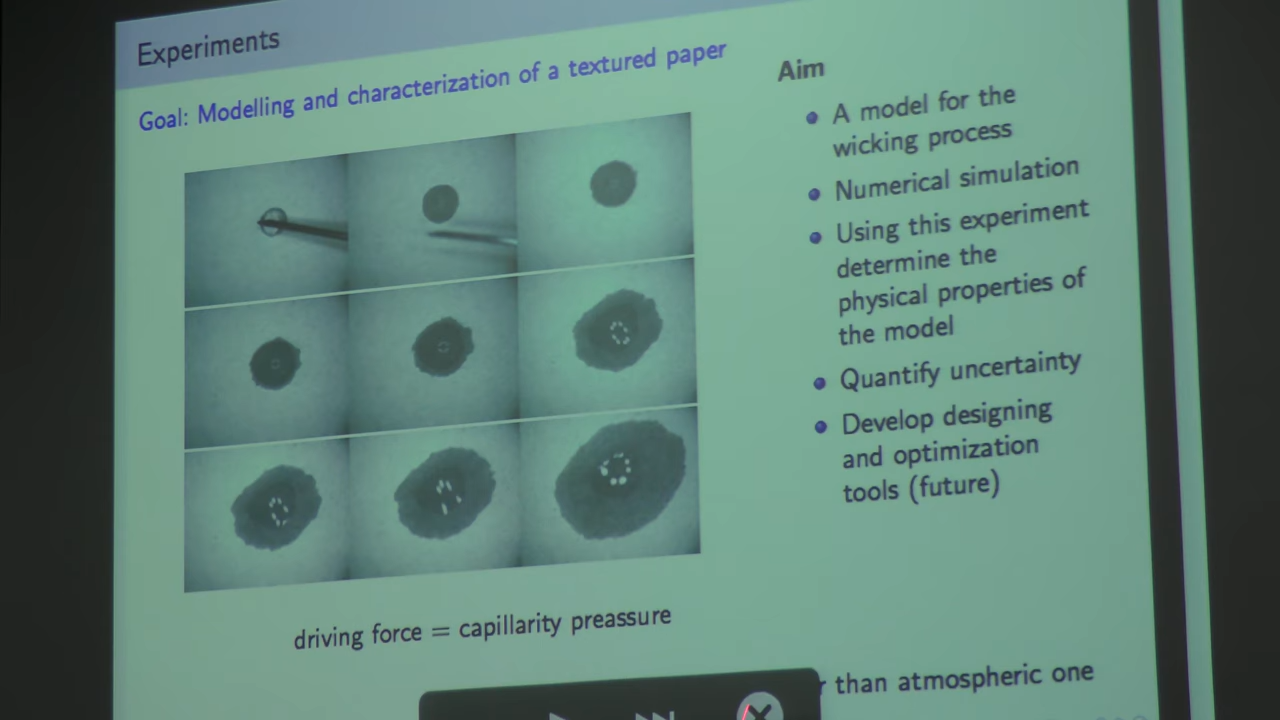 Experiments
Goal: Modelling and characterization of a textured paper
Aim
A model for the
wicking process
Numerical simulation
Using this experiment
determine the
physical properties of
the model
Quantify uncertainty
Develop designing
and optimization
tools (future)
driving force = capillarity preassure
than atmospheric one